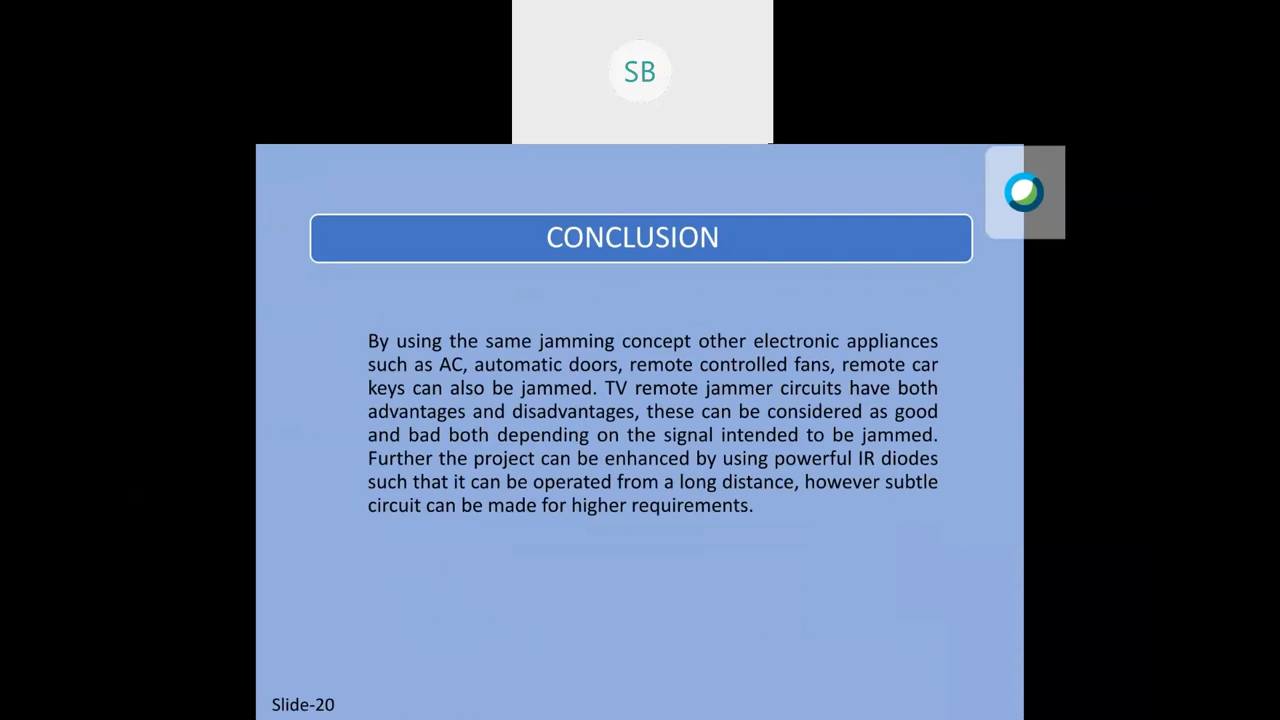 SB
CONCLUSION
By using the same jamming concept other electronic appliances
such as AC, automatic doors, remote controlled fans, remote car
keys can also be jammed. TV remote jammer circuits have both
advantages and disadvantages, these can be considered as good
and bad both depending on the signal intended to be jammed.
Further the project can be enhanced by using powerful IR diodes
such that it can be operated from a long distance, however subtle
circuit can be made for higher requirements.
Slide-20